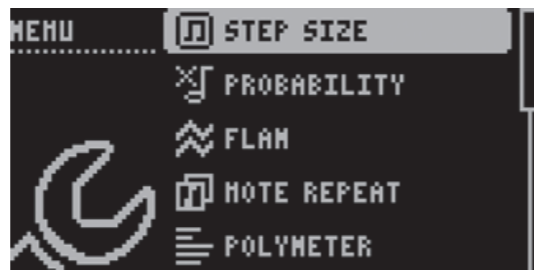 MENU
STEP SIZE
PROBABILITY
FLAM
NOTE REPEAT
POLYMETER